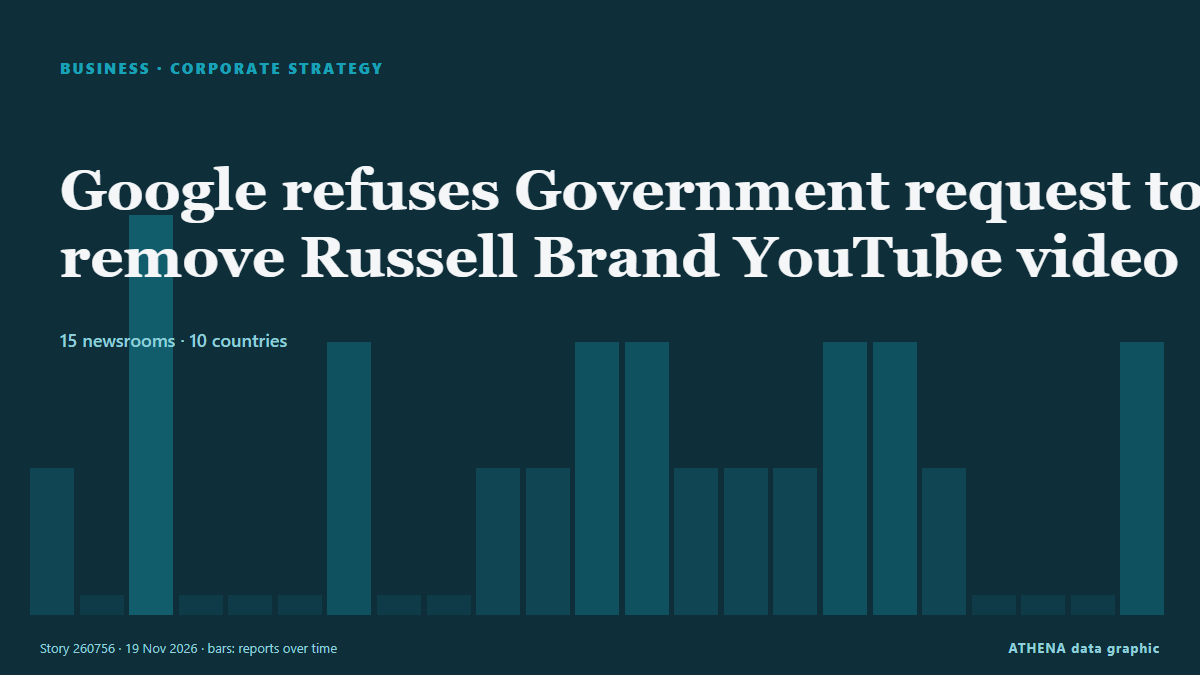 BUSINESS · CORPORATE STRATEGY
Google refuses Government request to
remove Russell Brand YouTube video
15 newsrooms · 10 countries
Story 260756 · 19 Nov 2026 · bars: reports over time
ATHENA data graphic